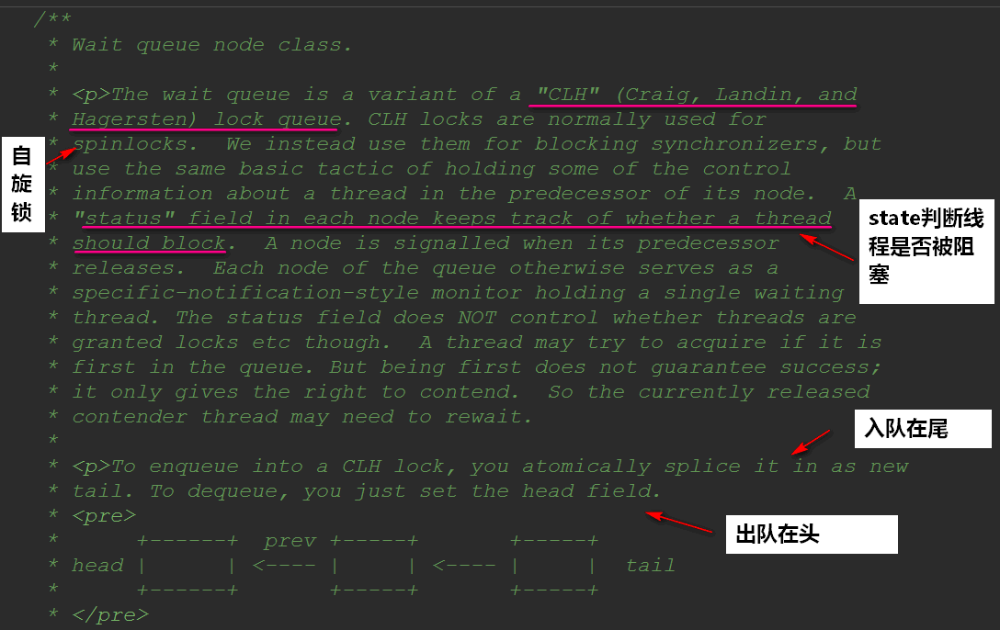 /**
* Wait queue node class.
*
* <p>The wait queue is a variant of a "CLH" (Craig, Landin, and
* Hagersten) lock queue. CLH locks are normally used for
* spinlocks.  We instead use them for blocking synchronizers, but
* use the same basic tactic of holding some of the control
* information about a thread in the predecessor of its node.  A
* "status" field in each node keeps track of whether a thread
* should block.  A node is signalled when its predecessor
* releases.  Each node of the queue otherwise serves as a
* specific-notification-style monitor holding a single waiting
* thread. The status field does NOT control whether threads are
* granted locks etc though.  A thread may try to acquire if it is
* first in the queue. But being first does not guarantee success;
* it only gives the right to contend.  So the currently released
* contender thread may need to rewait.
*
* <p>To enqueue into a CLH lock, you atomically splice it in as new
* tail. To dequeue, you just set the head field.
* <pre>
*      +------+  prev +-----+       +-----+
* head |      | <---- |     | <---- |     |  tail
*      +------+       +-----+       +-----+
* </pre>
自
旋
锁
state判断线
程是否被阻
塞
入队在尾
出队在头